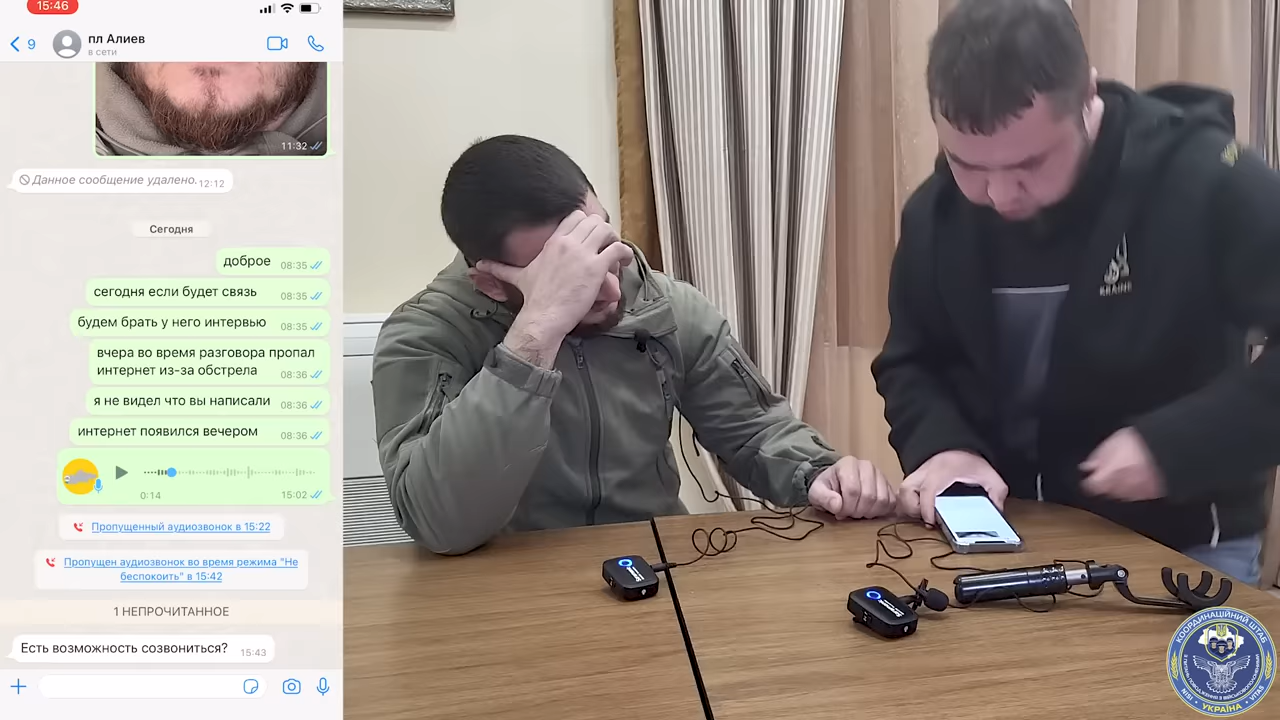 15:46
9
пл Алиев
в сети
11:32
Данное сообщение удалено. 12:12
Сегодня
доброе 08:35
сегодня если будет связь 08:35
будем брать у него интервью 08:35
вчера во время разговора пропал
интернет из-за обстрела 08:36
я не видел что вы написали 08:36
интернет появился вечером 08:36
0:14 15:02
Пропущенный аудиозвонок в 15:22
Пропущен аудиозвонок во время режима "Не
беспокоить" в 15:42
1 НЕПРОЧИТАННОЕ
Есть возможность созвониться? 15:43
KRAINE
КООРДИНАЦІЙНИЙ ШТАБ
УКРАЇНА